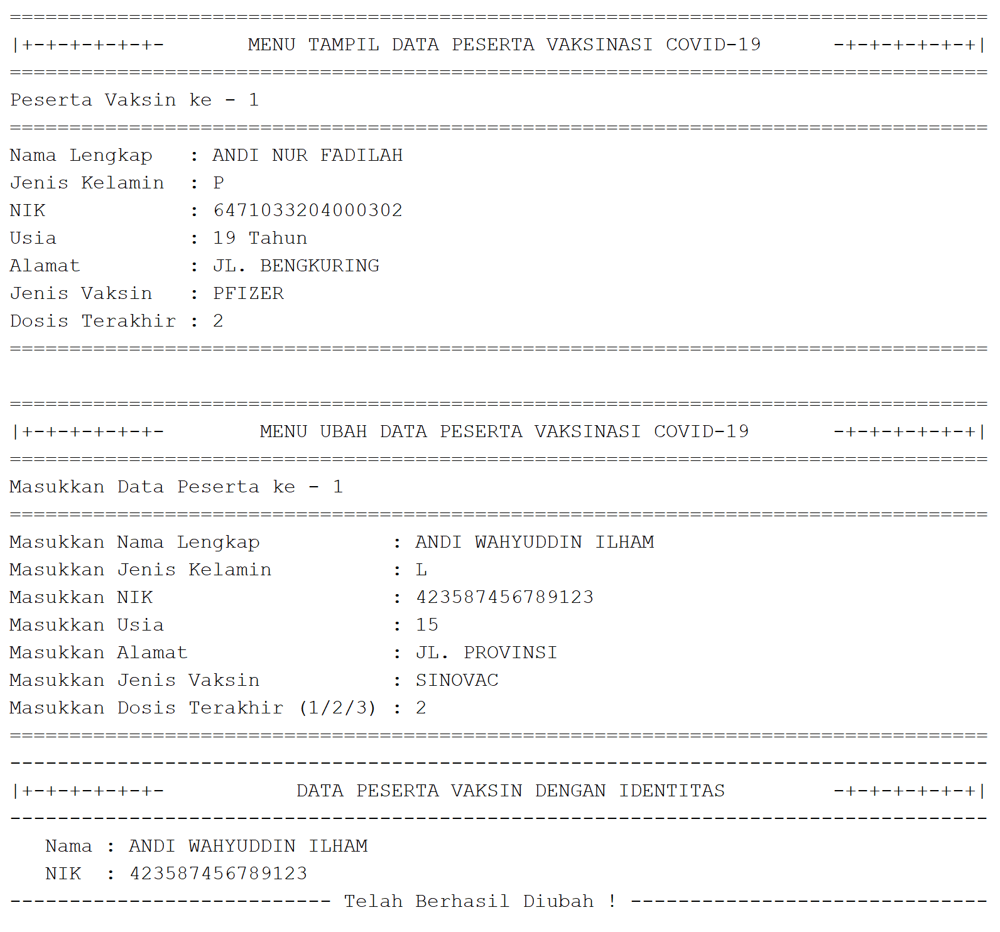 ==================================================================================
|+-+-+-+-+-+-       MENU TAMPIL DATA PESERTA VAKSINASI COVID-19      -+-+-+-+-+-+|
==================================================================================
Peserta Vaksin ke - 1
==================================================================================
Nama Lengkap   : ANDI NUR FADILAH
Jenis Kelamin  : P
NIK            : 6471033204000302
Usia           : 19 Tahun
Alamat         : JL. BENGKURING
Jenis Vaksin   : PFIZER
Dosis Terakhir : 2
==================================================================================
==================================================================================
|+-+-+-+-+-+-        MENU UBAH DATA PESERTA VAKSINASI COVID-19       -+-+-+-+-+-+|
==================================================================================
Masukkan Data Peserta ke - 1
==================================================================================
Masukkan Nama Lengkap           : ANDI WAHYUDDIN ILHAM
Masukkan Jenis Kelamin          : L
Masukkan NIK                    : 423587456789123
Masukkan Usia                   : 15
Masukkan Alamat                 : JL. PROVINSI
Masukkan Jenis Vaksin           : SINOVAC
Masukkan Dosis Terakhir (1/2/3) : 2
==================================================================================
----------------------------------------------------------------------------------
|+-+-+-+-+-+-           DATA PESERTA VAKSIN DENGAN IDENTITAS         -+-+-+-+-+-+|
----------------------------------------------------------------------------------
   Nama : ANDI WAHYUDDIN ILHAM
   NIK  : 423587456789123
--------------------------- Telah Berhasil Diubah ! ------------------------------